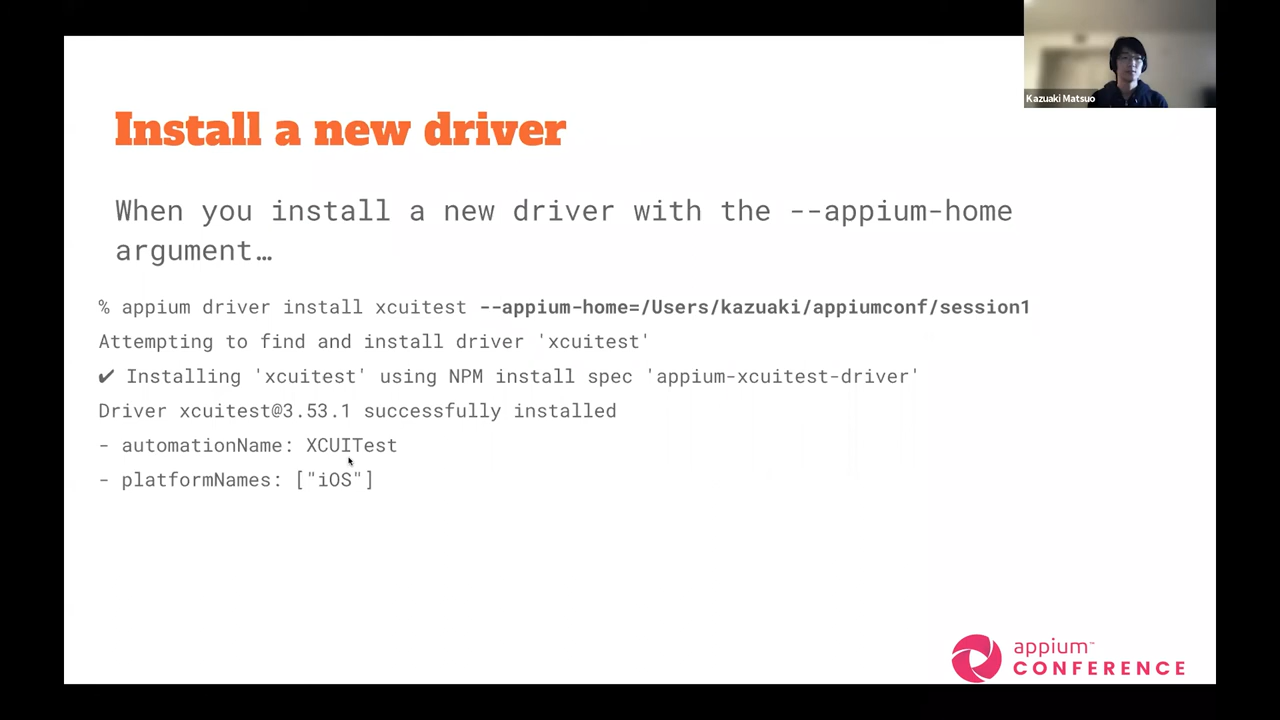 Kazuaki Matsuo
Install a new driver
When you install a new driver with the --appium-home
argument…
% appium driver install xcuitest --appium-home=/Users/kazuaki/appiumconf/session1
Attempting to find and install driver 'xcuitest'
✔ Installing 'xcuitest' using NPM install spec 'appium-xcuitest-driver'
Driver xcuitest@3.53.1 successfully installed
- automationName: XCUITest
- platformNames: ["iOS"]
appium™
CONFERENCE